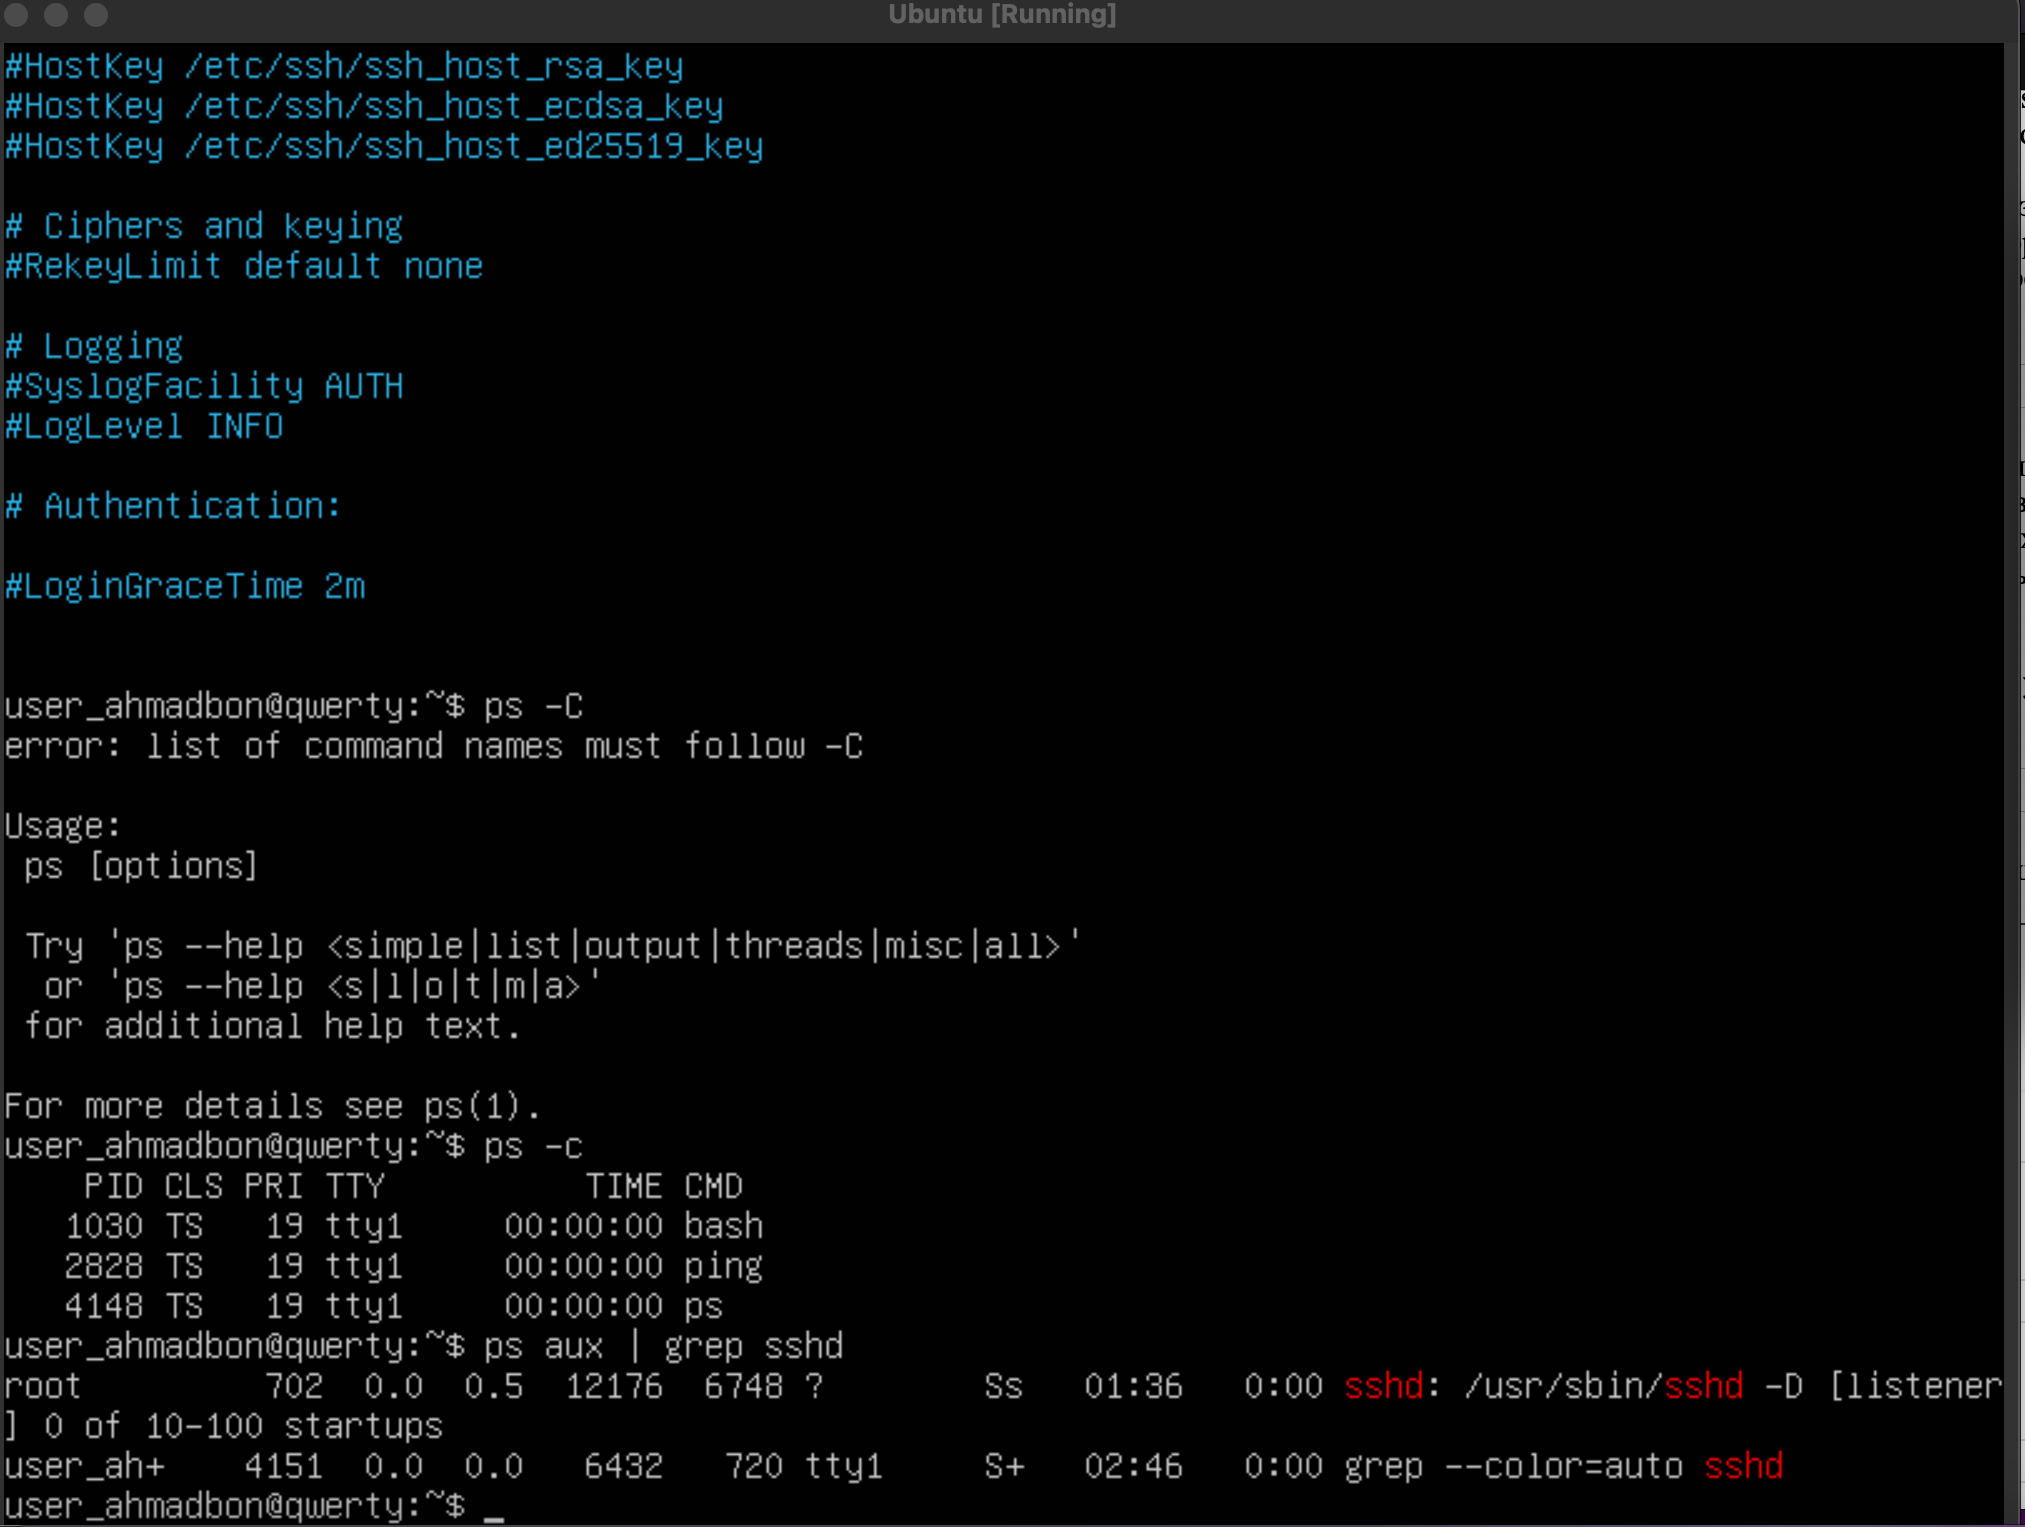 Ubuntu [Running]
#HostKey /etc/ssh/ssh_host_rsa_key
#HostKey /etc/ssh/ssh_host_ecdsa_key
#HostKey /etc/ssh/ssh_host_ed25519_key
# Ciphers and keying
#RekeyLimit default none
# Logging
#SyslogFacility AUTH
#LogLevel INFO
# Authentication:
#LoginGraceTime 2m
user_ahmadbon@qwerty:~$ ps -C
error: list of command names must follow -C
Usage:
 ps [options]
 Try 'ps --help <simple|list|output|threads|misc|all>'
  or 'ps --help <s|l|o|t|m|a>'
 for additional help text.
For more details see ps(1).
user_ahmadbon@qwerty:~$ ps -c
    PID CLS PRI TTY          TIME CMD
   1030 TS   19 tty1     00:00:00 bash
   2828 TS   19 tty1     00:00:00 ping
   4148 TS   19 tty1     00:00:00 ps
user_ahmadbon@qwerty:~$ ps aux | grep sshd
root         702  0.0  0.5  12176  6748 ?        Ss   01:36   0:00 sshd: /usr/sbin/sshd -D [listener
] 0 of 10-100 startups
user_ah+    4151  0.0  0.0   6432   720 tty1     S+   02:46   0:00 grep --color=auto sshd
user_ahmadbon@qwerty:~$ _